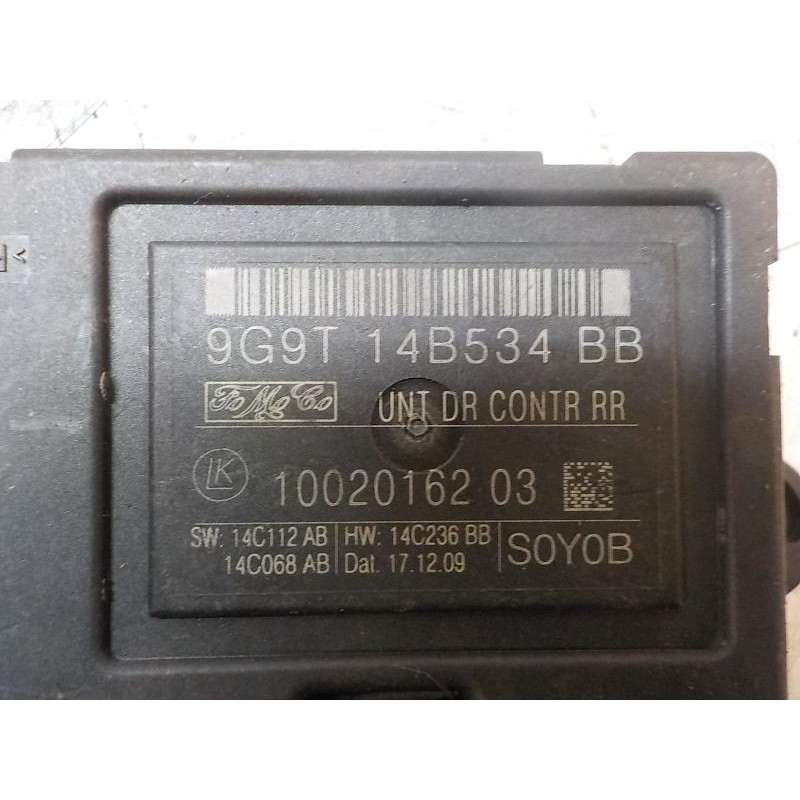 9G9T 14B534 BB
FoMoCo UNT DR CONTR RR
LK 10020162 03
SW: 14C112 AB HW: 14C236 BB S0Y0B
14C068 AB Dat. 17.12.09